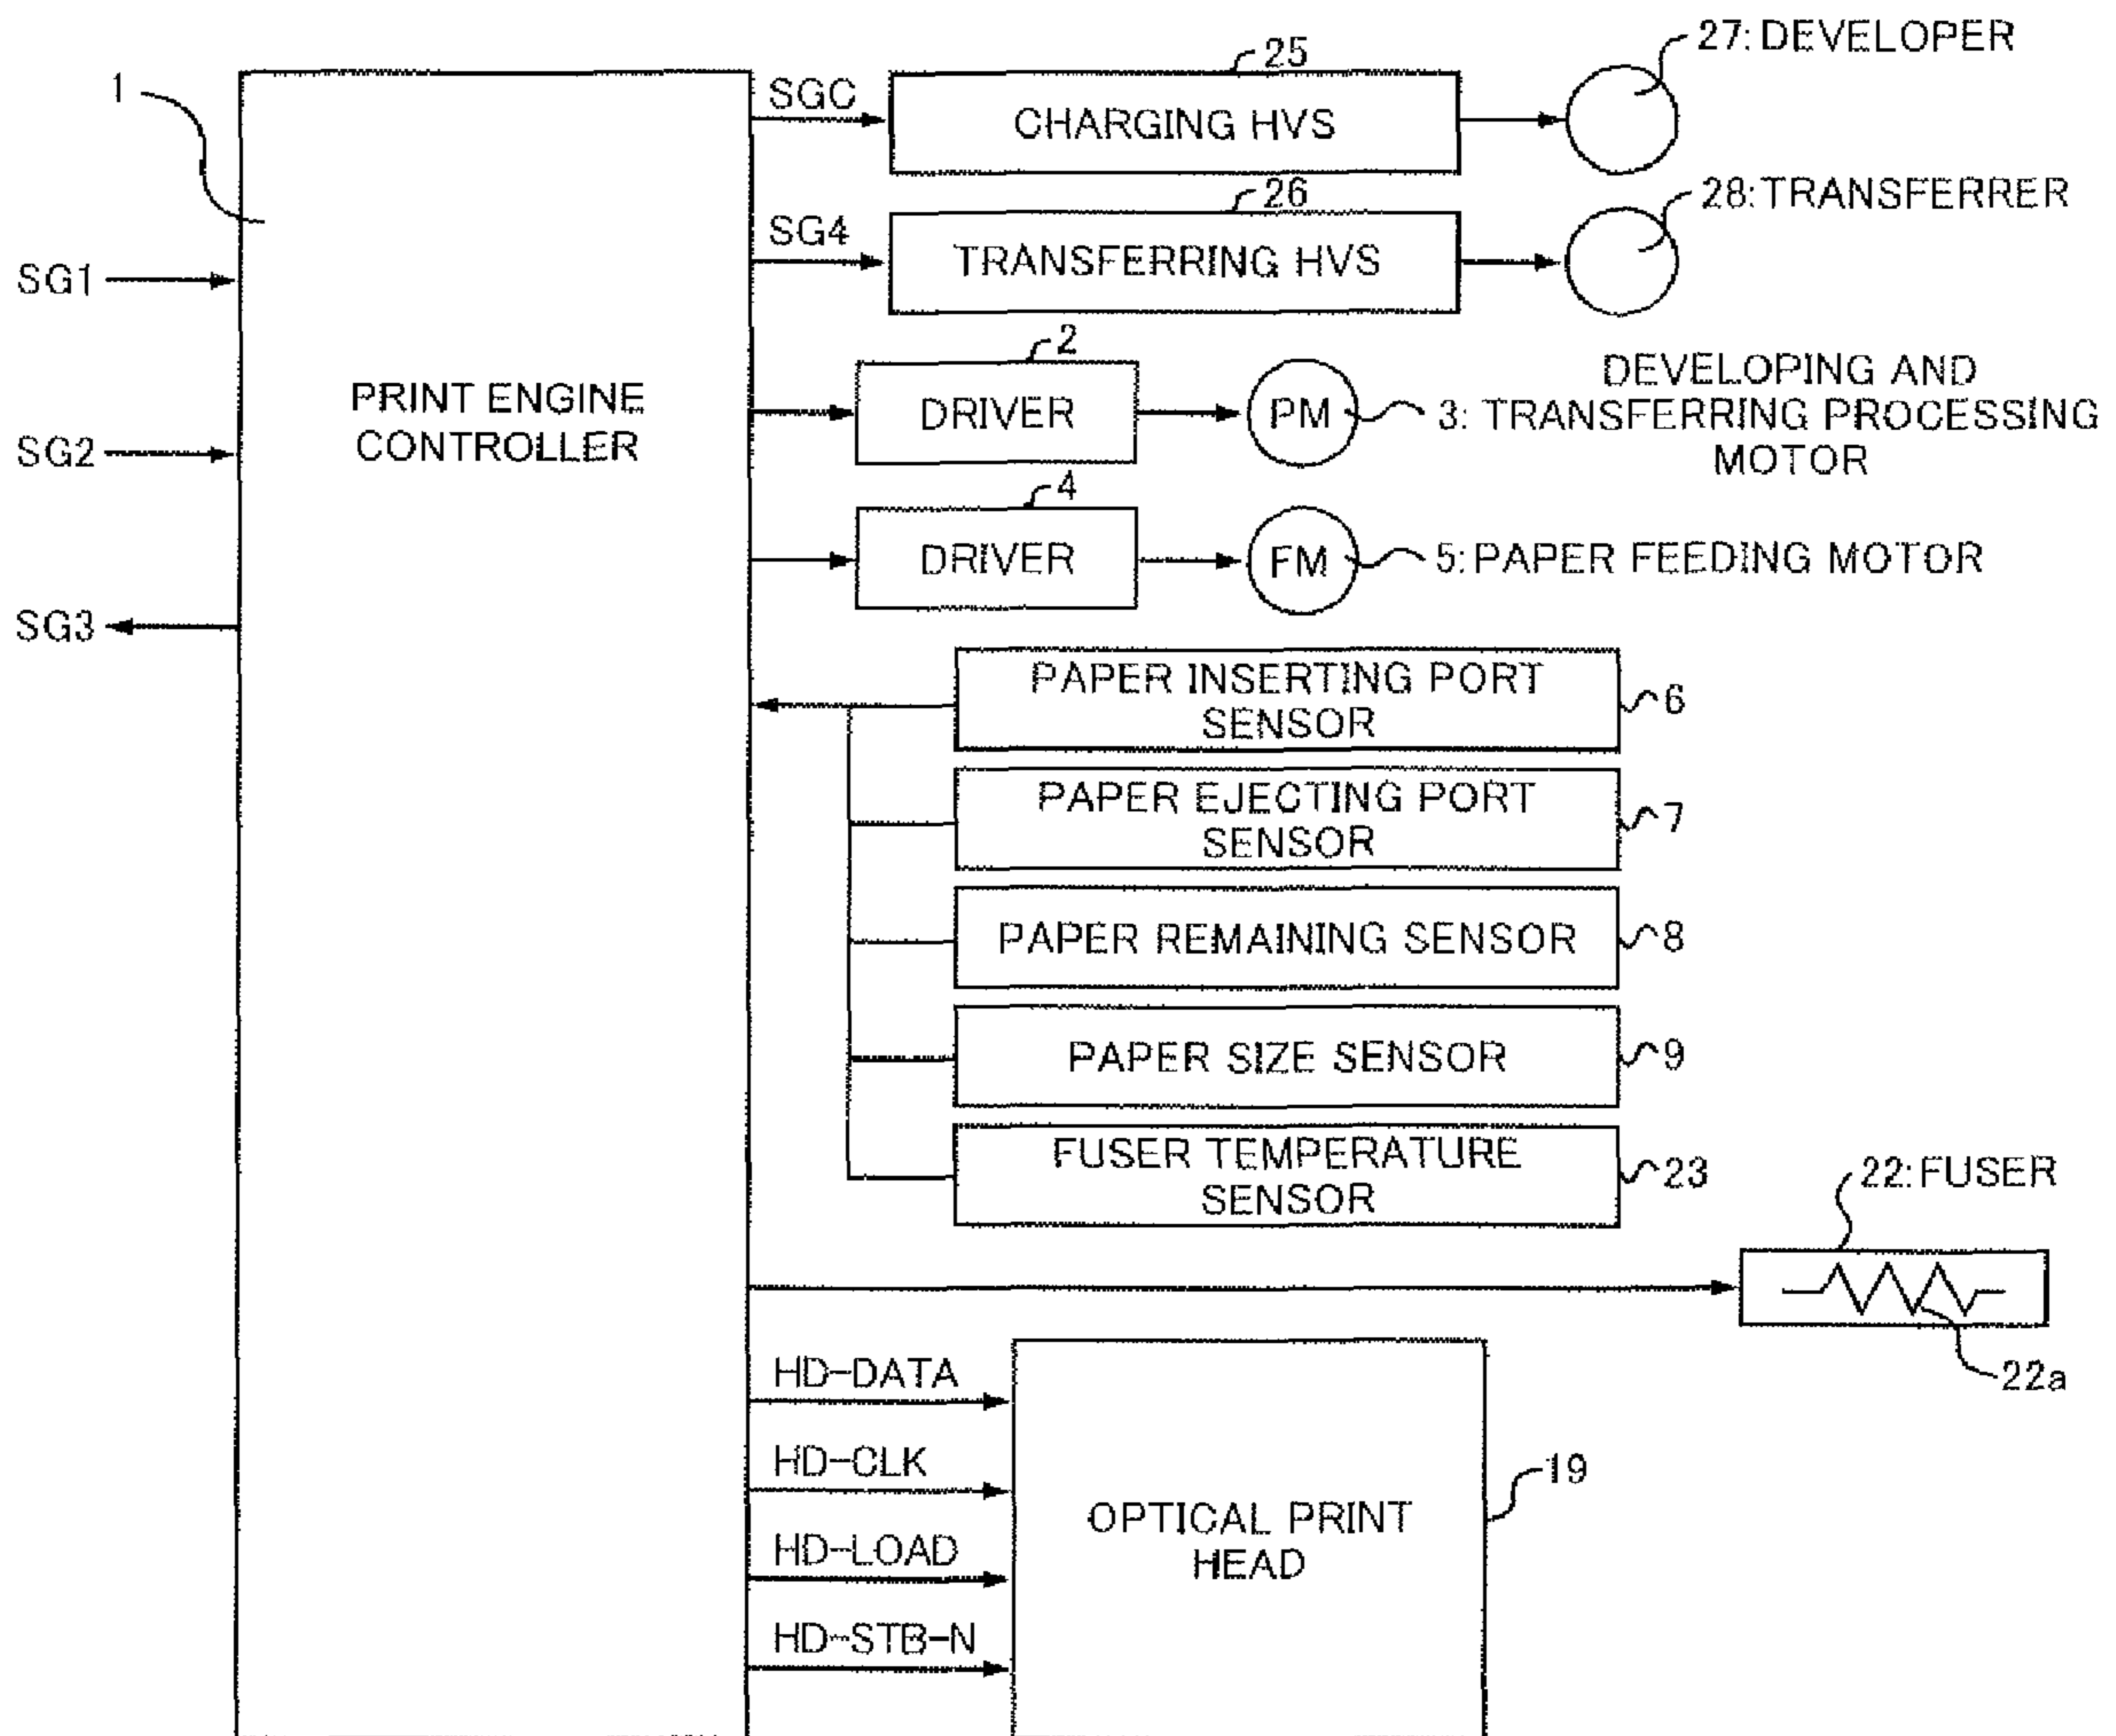 1
SG1
SG2
SG3
PRINT ENGINE
CONTROLLER
SGC
25
CHARGING HVS
27: DEVELOPER
SG4
26
TRANSFERRING HVS
28: TRANSFERRER
2
DRIVER
PM
DEVELOPING AND
3: TRANSFERRING PROCESSING
MOTOR
4
DRIVER
FM
5: PAPER FEEDING MOTOR
PAPER INSERTING PORT
SENSOR
6
PAPER EJECTING PORT
SENSOR
7
PAPER REMAINING SENSOR
8
PAPER SIZE SENSOR
9
FUSER TEMPERATURE
SENSOR
23
22: FUSER
22a
HD-DATA
HD-CLK
HD-LOAD
HD-STB-N
OPTICAL PRINT
HEAD
19